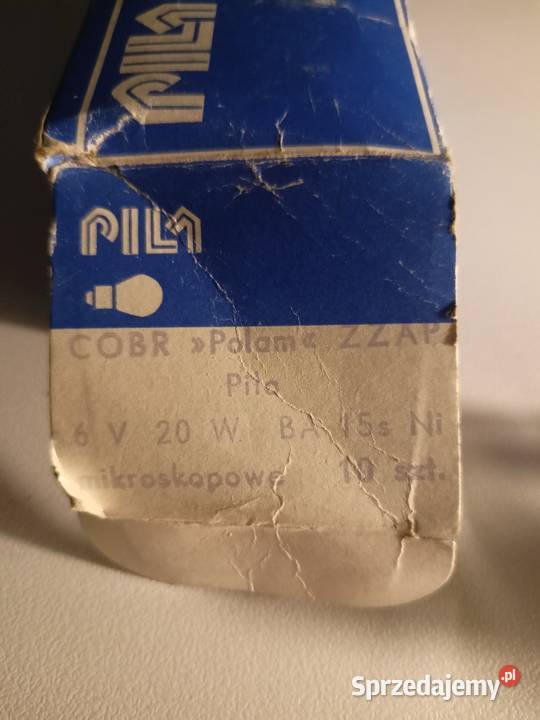 PILA
PILA
COBR »Polam« ZZAP
Piła
6 V 20 W BA 15s Ni
mikroskopowe 10 szt.
Sprzedajemy.pl